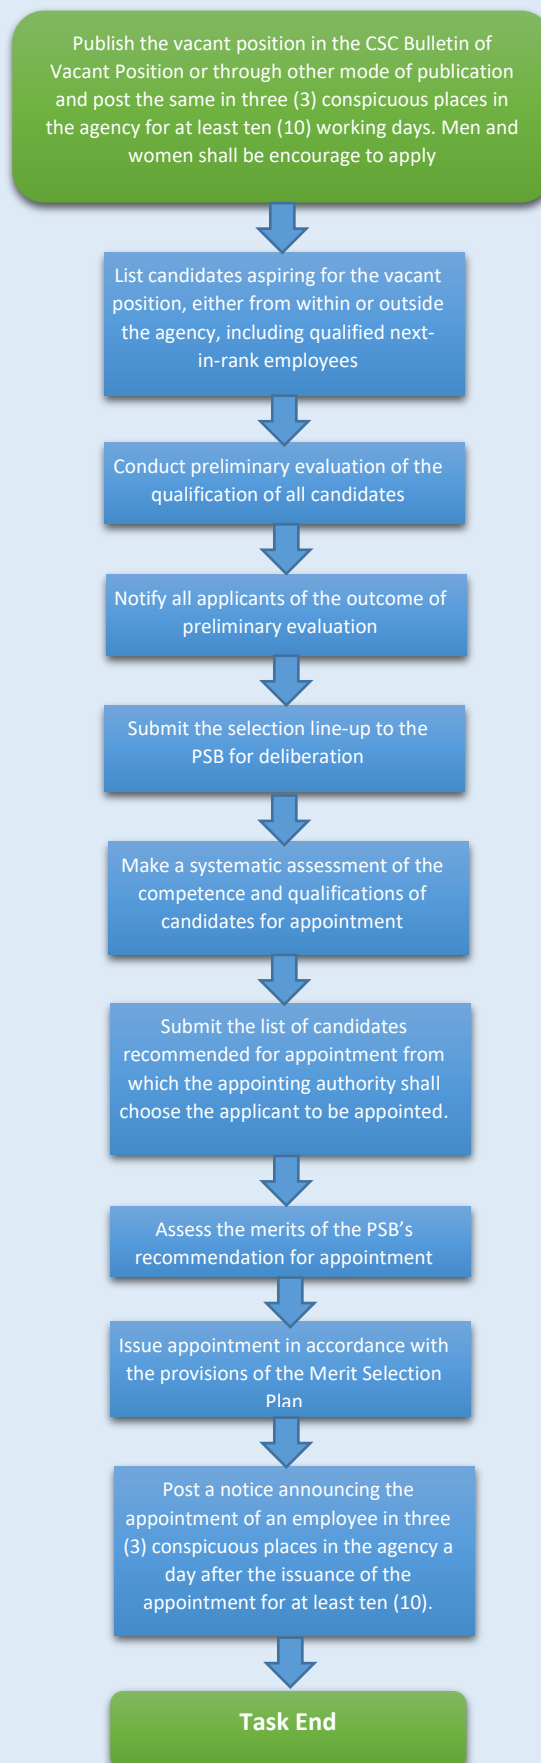 Publish the vacant position in the CSC Bulletin of
Vacant Position or through other mode of publication
and post the same in three (3) conspicuous places in
the agency for at least ten (10) working days. Men and
women shall be encourage to apply
List candidates aspiring for the vacant
position, either from within or outside
the agency, including qualified next-
in-rank employees
Conduct preliminary evaluation of the
qualification of all candidates
Notify all applicants of the outcome of
preliminary evaluation
Submit the selection line-up to the
PSB for deliberation
Make a systematic assessment of the
competence and qualifications of
candidates for appointment
Submit the list of candidates
recommended for appointment from
which the appointing authority shall
choose the applicant to be appointed.
Assess the merits of the PSB’s
recommendation for appointment
Issue appointment in accordance with
the provisions of the Merit Selection
Plan
Post a notice announcing the
appointment of an employee in three
(3) conspicuous places in the agency a
day after the issuance of the
appointment for at least ten (10).
Task End